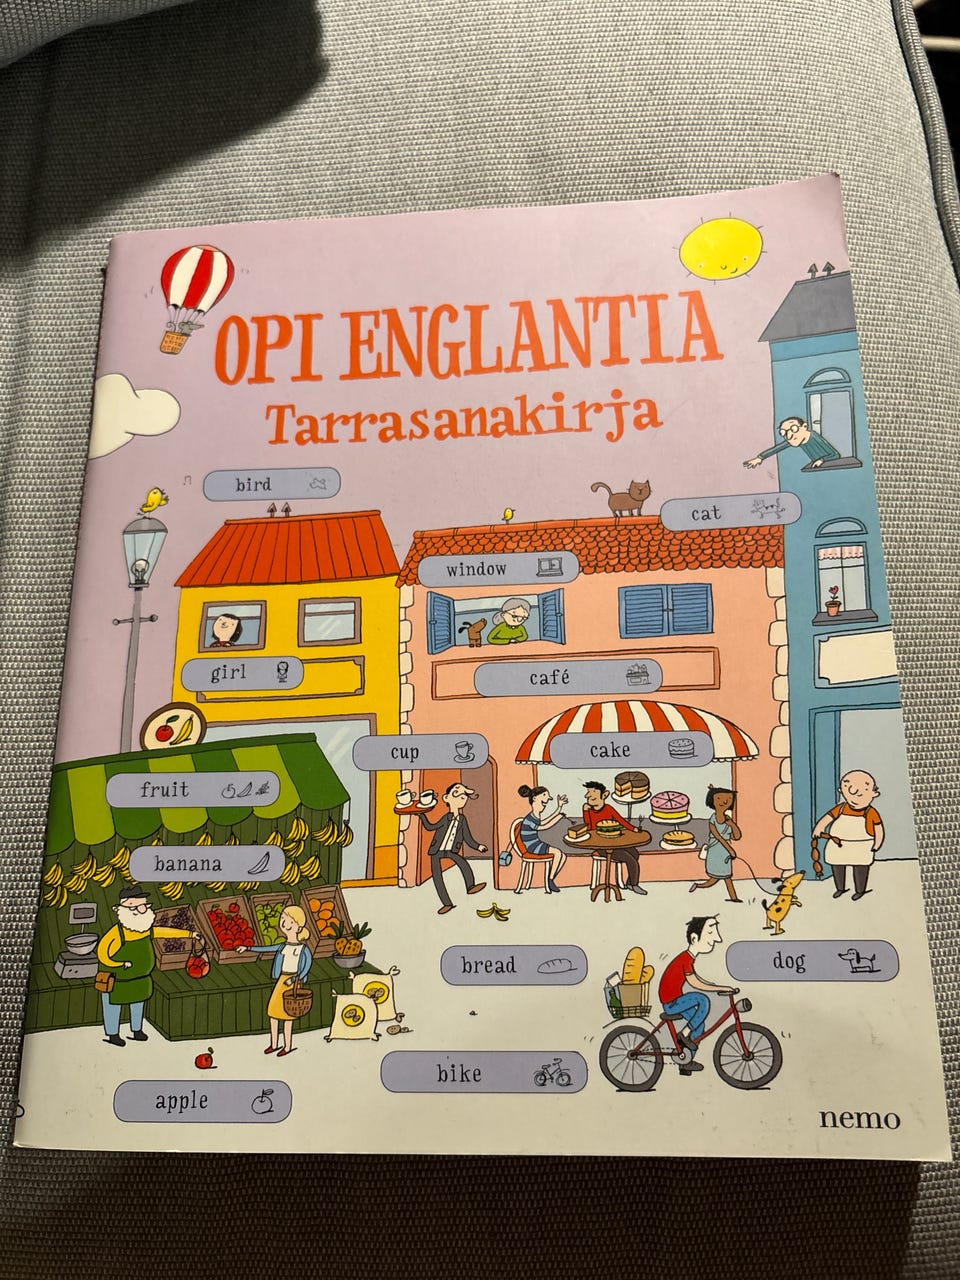 OPI ENGLANTIA
Tarrasanakirja
bird
cat
window
girl
café
cup
cake
fruit
banana
bread
dog
bike
apple
nemo